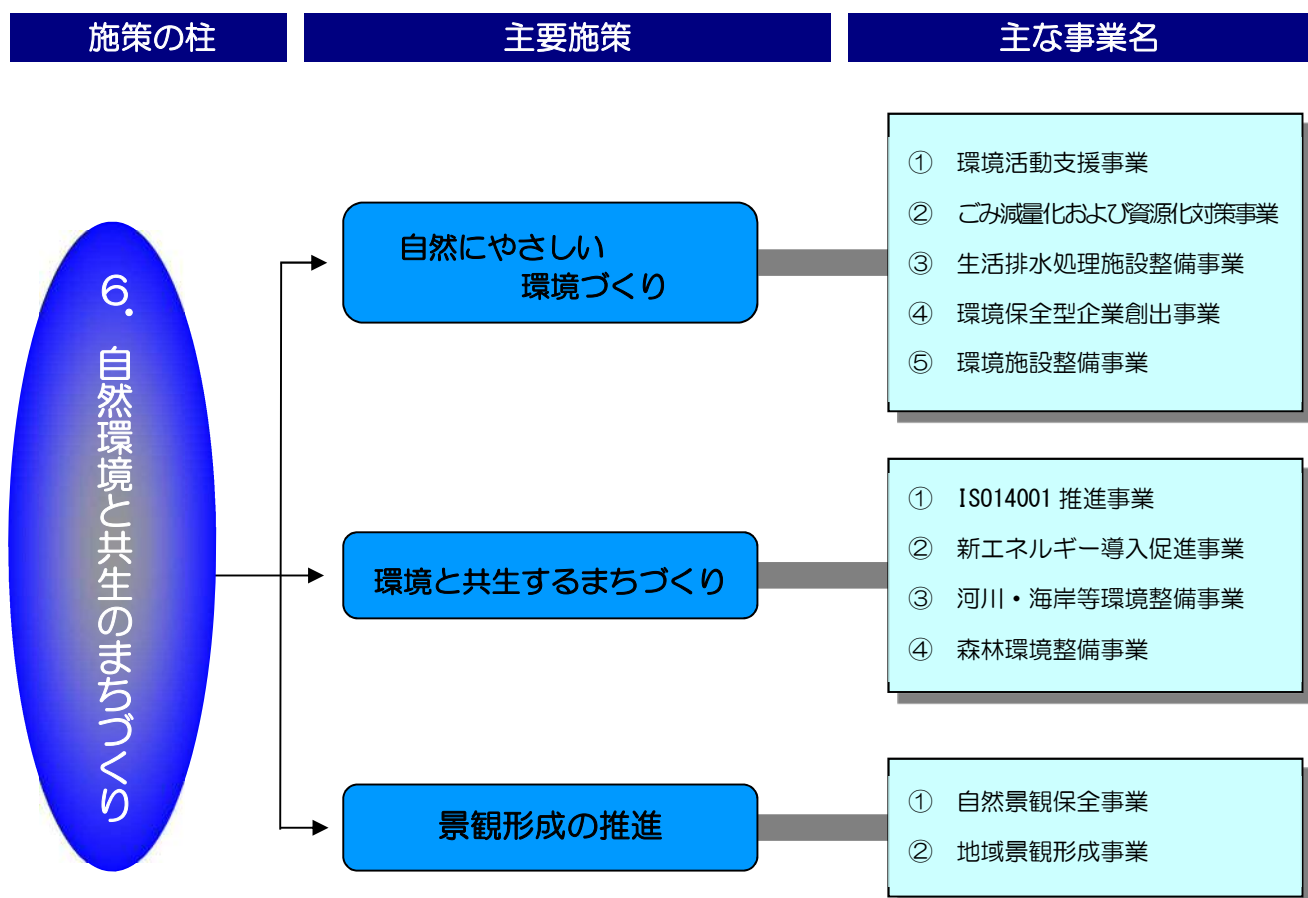 施策の柱
主要施策
主な事業名
6. 自然環境と共生のまちづくり
自然にやさしい
環境づくり
① 環境活動支援事業
② ごみ減量化および資源化対策事業
③ 生活排水処理施設整備事業
④ 環境保全型企業創出事業
⑤ 環境施設整備事業
環境と共生するまちづくり
① ISO14001 推進事業
② 新エネルギー導入促進事業
③ 河川・海岸等環境整備事業
④ 森林環境整備事業
景観形成の推進
① 自然景観保全事業
② 地域景観形成事業